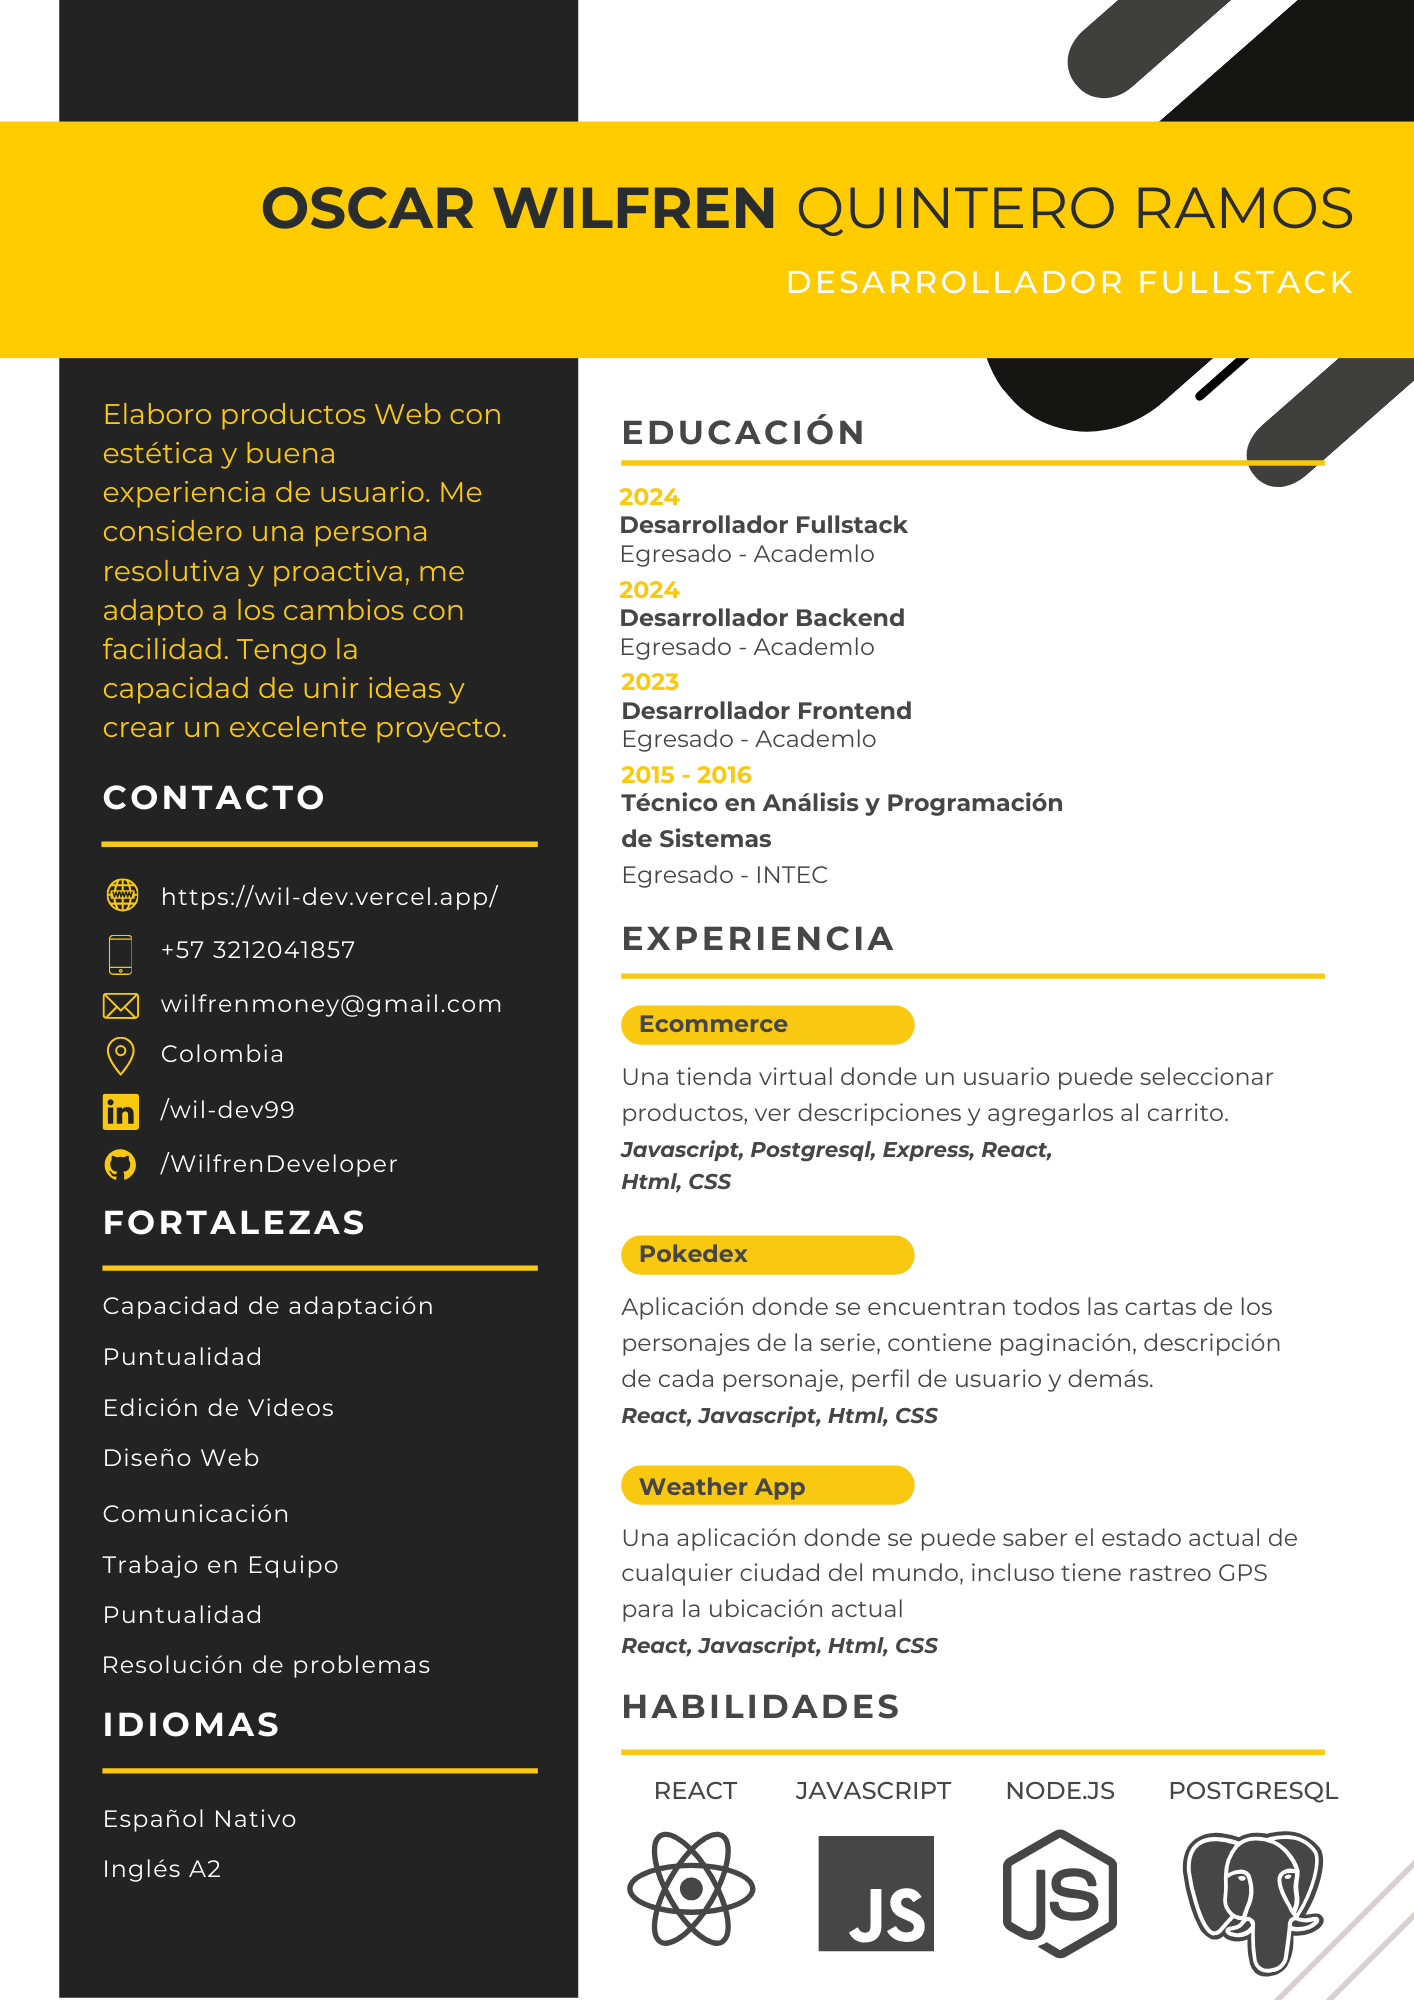 OSCAR WILFREN QUINTERO RAMOS
DESARROLLADOR FULLSTACK
Elaboro productos Web con
estética y buena
experiencia de usuario. Me
considero una persona
resolutiva y proactiva, me
adapto a los cambios con
facilidad. Tengo la
capacidad de unir ideas y
crear un excelente proyecto.
CONTACTO
https://wil-dev.vercel.app/
+57 3212041857
wilfrenmoney@gmail.com
Colombia
in /wil-dev99
/WilfrenDeveloper
FORTALEZAS
Capacidad de adaptación
Puntualidad
Edición de Videos
Diseño Web
Comunicación
Trabajo en Equipo
Puntualidad
Resolución de problemas
IDIOMAS
Español Nativo
Inglés A2
EDUCACIÓN
2024
Desarrollador Fullstack
Egresado - Academlo
2024
Desarrollador Backend
Egresado - Academlo
2023
Desarrollador Frontend
Egresado - Academlo
2015 - 2016
Técnico en Análisis y Programación
de Sistemas
Egresado - INTEC
EXPERIENCIA
Ecommerce
Una tienda virtual donde un usuario puede seleccionar
productos, ver descripciones y agregarlos al carrito.
Javascript, Postgresql, Express, React,
Html, CSS
Pokedex
Aplicación donde se encuentran todos las cartas de los
personajes de la serie, contiene paginación, descripción
de cada personaje, perfil de usuario y demás.
React, Javascript, Html, CSS
Weather App
Una aplicación donde se puede saber el estado actual de
cualquier ciudad del mundo, incluso tiene rastreo GPS
para la ubicación actual
React, Javascript, Html, CSS
HABILIDADES
REACT JAVASCRIPT NODE.JS POSTGRESQL
JS JS